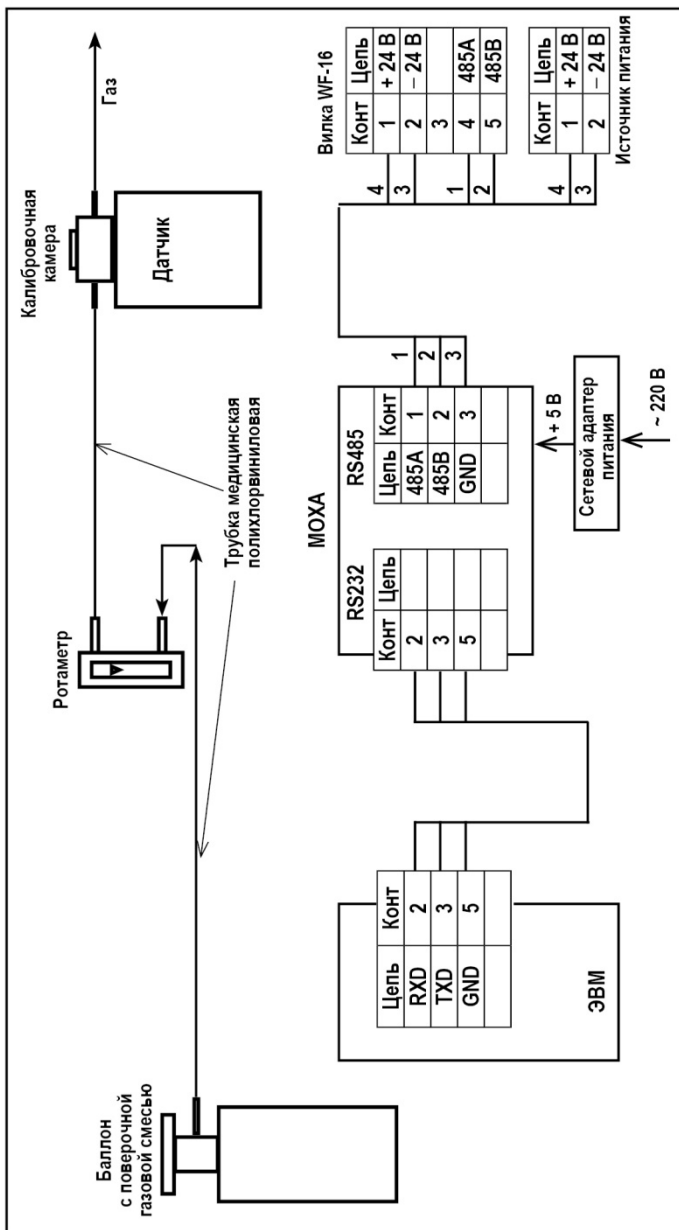 Баллон
с поверочной
газовой смесью
Ротаметр
Трубка медицинская
полихлорвиниловая
Калибровочная
камера
Датчик
Газ
ЭВМ
Цепь Конт
RXD 2
TXD 3
GND 5
MOXA
RS232
Конт Цепь
2
3
5
RS485
Цепь Конт
485A 1
485B 2
GND 3
1
2
3
+ 5 В
Сетевой адаптер
питания
~ 220 В
Вилка WF-16
Конт Цепь
4 1 + 24 В
3 2 – 24 В
3
1 4 485A
2 5 485B
Конт Цепь
4 1 + 24 В
3 2 – 24 В
Источник питания